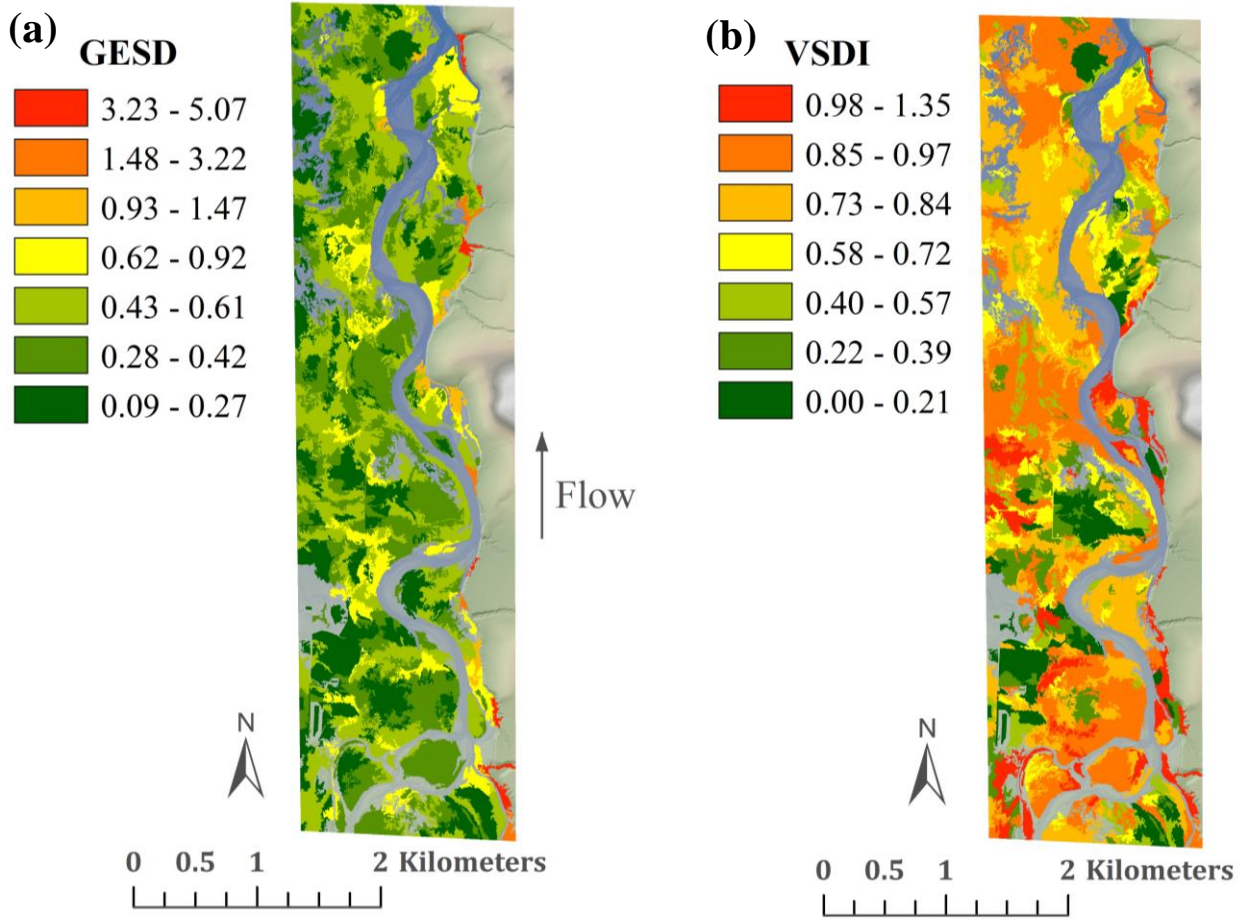 (a)
GESD
3.23 - 5.07
1.48 - 3.22
0.93 - 1.47
0.62 - 0.92
0.43 - 0.61
0.28 - 0.42
0.09 - 0.27
Flow
N
0 0.5 1 2 Kilometers
(b)
VSDI
0.98 - 1.35
0.85 - 0.97
0.73 - 0.84
0.58 - 0.72
0.40 - 0.57
0.22 - 0.39
0.00 - 0.21
N
0 0.5 1 2 Kilometers